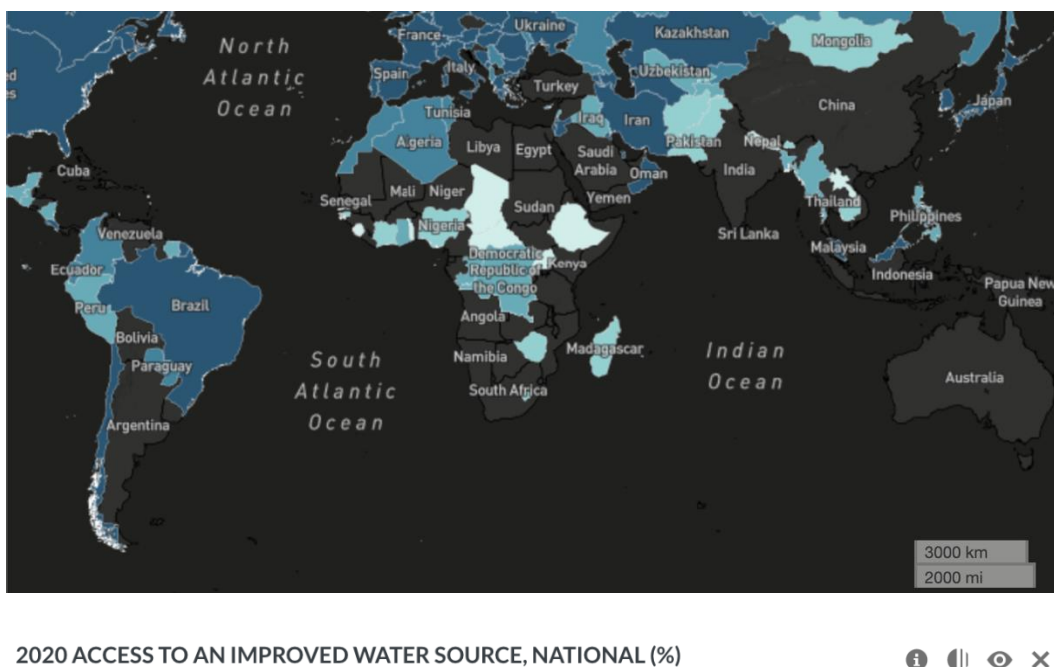 Ukraine
France
Kazakhstan
Mongolia
North
Atlantic
Ocean
ed
es
Spain
Italy
Uzbekistan
Turkey
China
Japan
Tunisia
Algeria
Iraq
Iran
Pakistan
Nepal
Libya
Egypt
Saudi
Arabia
Oman
India
Cuba
Senegal
Mali
Niger
Sudan
Yemen
Thailand
Philippines
Nigeria
Venezuela
Sri Lanka
Malaysia
Democratic
Republic of
the Congo
Kenya
Ecuador
Indonesia
Papua New
Guinea
Peru
Brazil
Angola
Bolivia
Paraguay
South
Atlantic
Ocean
Namibia
Madagascar
Indian
Ocean
South Africa
Australia
Argentina
3000 km
2000 mi
2020 ACCESS TO AN IMPROVED WATER SOURCE, NATIONAL (%)